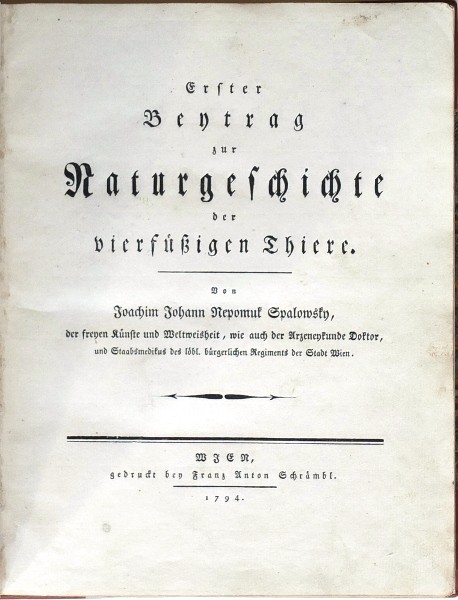 Erster
Beytrag
zur
Naturgeschichte
der
vierfüßigen Thiere.
Von
Joachim Johann Nepomuk Spalowsky,
der freyen Künste und Weltweisheit, wie auch der Arzeneykunde Doktor,
und Staabsmedikus des löbl. bürgerlichen Regiments der Stadt Wien.
WIEN,
gedruckt bey Franz Anton Schrämbl.
1794.